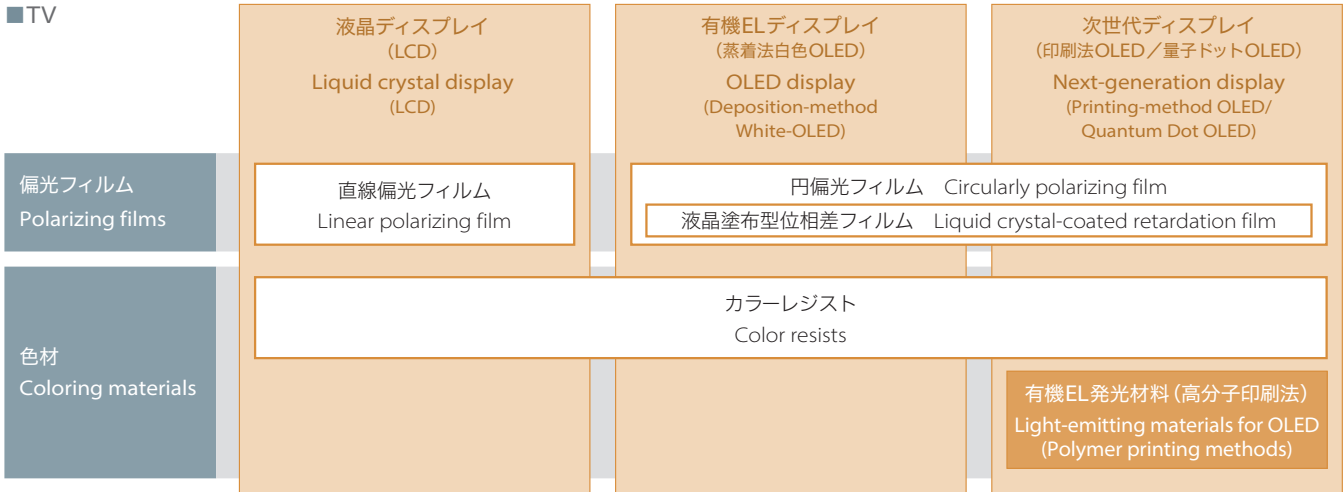 ■TV
液晶ディスプレイ
（LCD）
Liquid crystal display
(LCD)
有機ELディスプレイ
（蒸着法白色OLED）
OLED display
(Deposition-method
White-OLED)
次世代ディスプレイ
（印刷法OLED／量子ドットOLED）
Next-generation display
(Printing-method OLED/
Quantum Dot OLED)
偏光フィルム
Polarizing films
直線偏光フィルム
Linear polarizing film
円偏光フィルム　Circularly polarizing film
液晶塗布型位相差フィルム　Liquid crystal-coated retardation film
色材
Coloring materials
カラーレジスト
Color resists
有機EL発光材料（高分子印刷法）
Light-emitting materials for OLED
(Polymer printing methods)